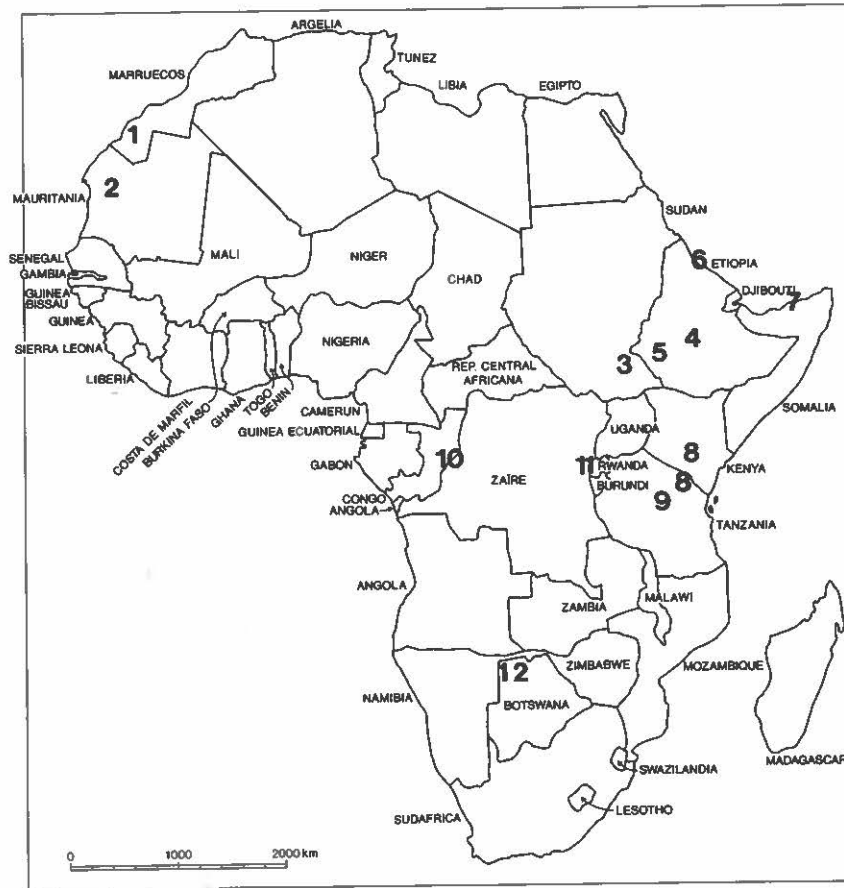 ARGELIA
TUNEZ
MARRUECOS
LIBIA
EGIPTO
1
MAURITANIA
2
SUDAN
SENEGAL
GAMBIA
MALI
NIGER
6
ETIOPIA
CHAD
DJIBOUTI
7
GUINEA
BISSAU
GUINEA
NIGERIA
4
5
3
SIERRA LEONA
REP. CENTRAL
AFRICANA
LIBERIA
COSTA DE MARFIL
BURKINA FASO
GHANA
TOGO
BENIN
CAMERUN
SOMALIA
GUINEA ECUATORIAL
UGANDA
8
GABON
10
11
RWANDA
KENYA
ZAÏRE
BURUNDI
8
9
CONGO
ANGOLA
TANZANIA
ANGOLA
MALAWI
ZAMBIA
12
ZIMBABWE
MOZAMBIQUE
NAMIBIA
BOTSWANA
MADAGASCAR
SWAZILANDIA
LESOTHO
SUDAFRICA
0 1000 2000 km